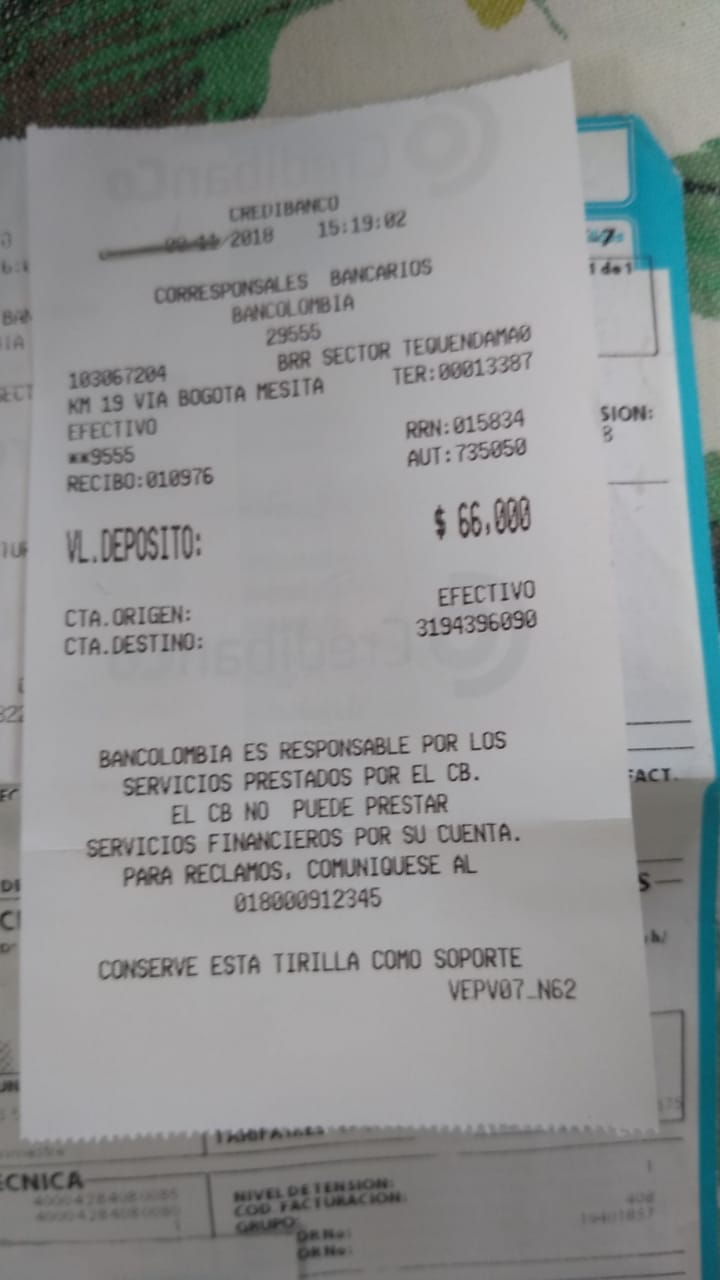 CREDIBANCO
2018 15:19:02
CORRESPONSALES BANCARIOS
BANCOLOMBIA
29555
103067204 BRR SECTOR TEQUENDAMA0
KM 19 VIA BOGOTA MESITA TER:00013387
EFECTIVO
**9555 RRN:015834
RECIBO:010976 AUT:735050
VL.DEPOSITO: $ 66,000
CTA.ORIGEN: EFECTIVO
CTA.DESTINO: 3194396090
BANCOLOMBIA ES RESPONSABLE POR LOS
SERVICIOS PRESTADOS POR EL CB.
EL CB NO PUEDE PRESTAR
SERVICIOS FINANCIEROS POR SU CUENTA.
PARA RECLAMOS, COMUNIQUESE AL
018000912345
CONSERVE ESTA TIRILLA COMO SOPORTE
VEPV07_N62
7
1 de 1
SION:
FACT.
ECNICA
NIVEL DE TENSION: 1
COD. FACTURACION:
GRUPO: